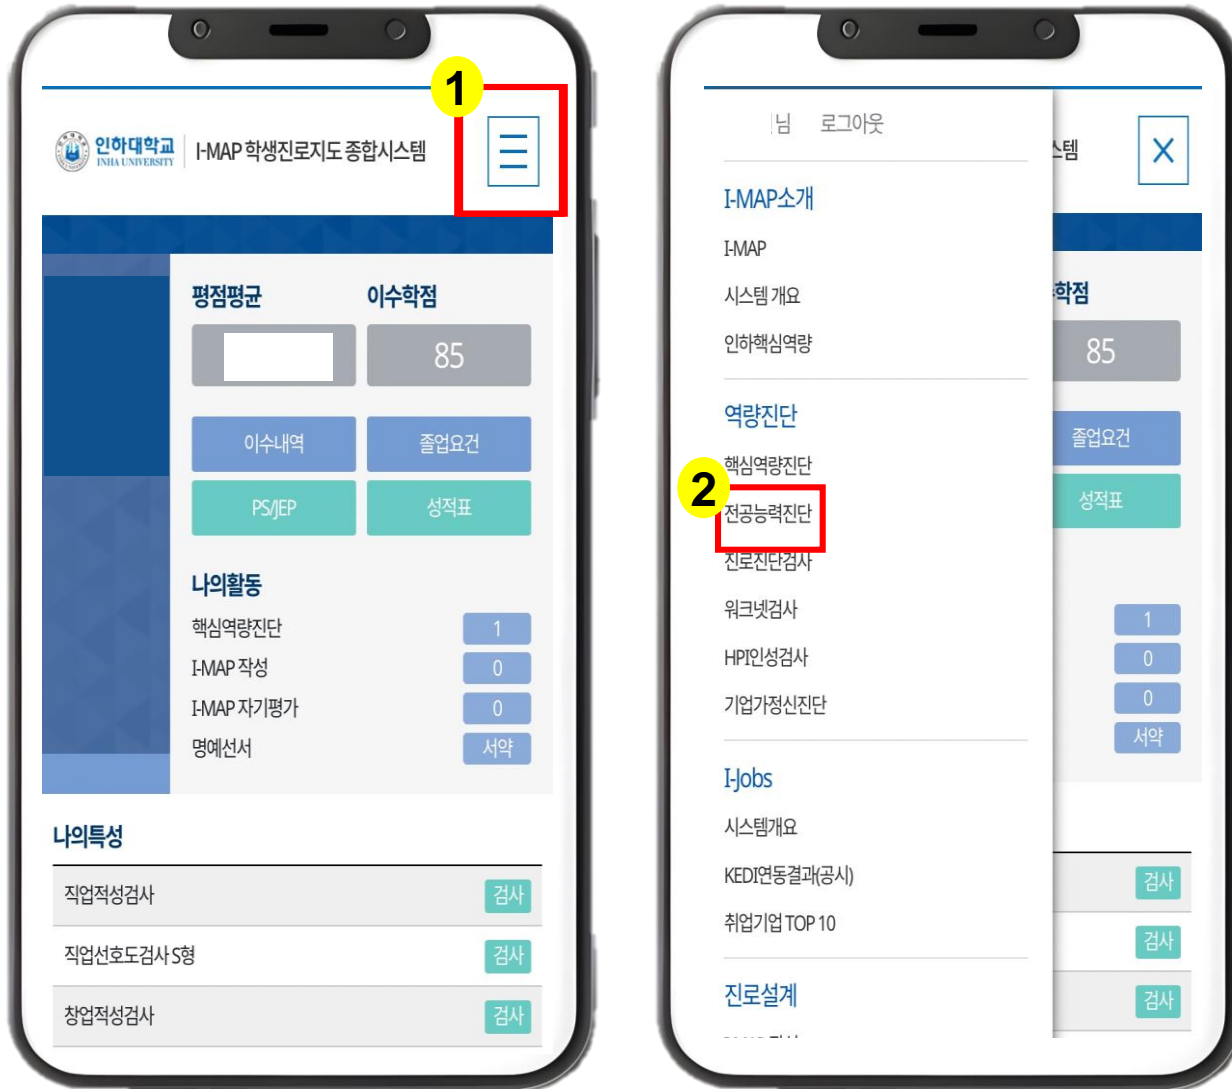 1
인하대학교
INHA UNIVERSITY
I-MAP 학생진로지도 종합시스템
평점평균 이수학점
85
이수내역 졸업요건
PS/JEP 성적표
나의활동
핵심역량진단 1
I-MAP 작성 0
I-MAP 자기평가 0
명예선서 서약
나의특성
직업적성검사 검사
직업선호도검사 S형 검사
창업적성검사 검사
님 로그아웃
스템
I-MAP소개
I-MAP
시스템 개요
인하핵심역량
역량진단
핵심역량진단
2
전공능력진단
진로진단검사
워크넷검사
HPI인성검사
기업가정신진단
I-Jobs
시스템개요
KEDI연동결과(공시)
취업기업 TOP 10
진로설계
학점
85
졸업요건
성적표
1
0
0
서약
검사
검사
검사